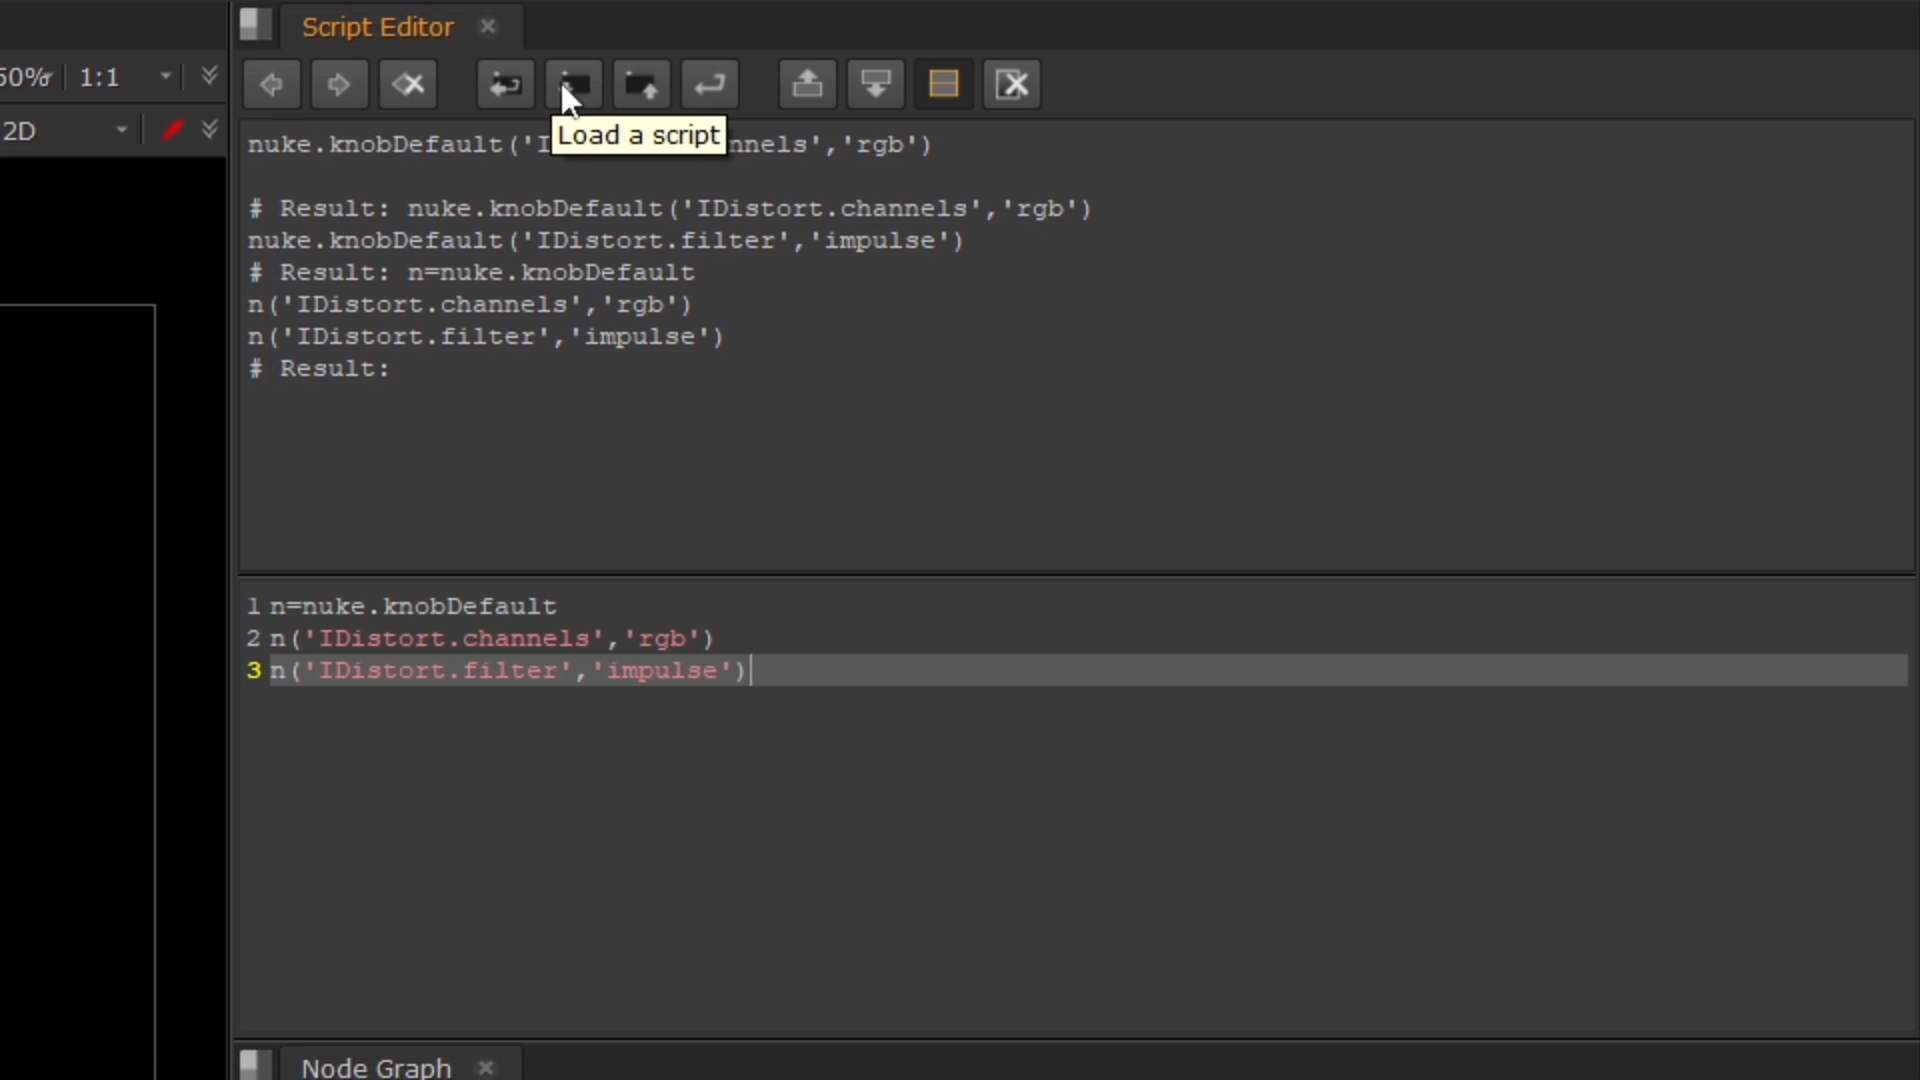 Script Editor
50% 1:1
2D
Load a script
nuke.knobDefault('I nnels','rgb')
# Result: nuke.knobDefault('IDistort.channels','rgb')
nuke.knobDefault('IDistort.filter','impulse')
# Result: n=nuke.knobDefault
n('IDistort.channels','rgb')
n('IDistort.filter','impulse')
# Result:
1 n=nuke.knobDefault
2 n('IDistort.channels','rgb')
3 n('IDistort.filter','impulse')
Node Graph